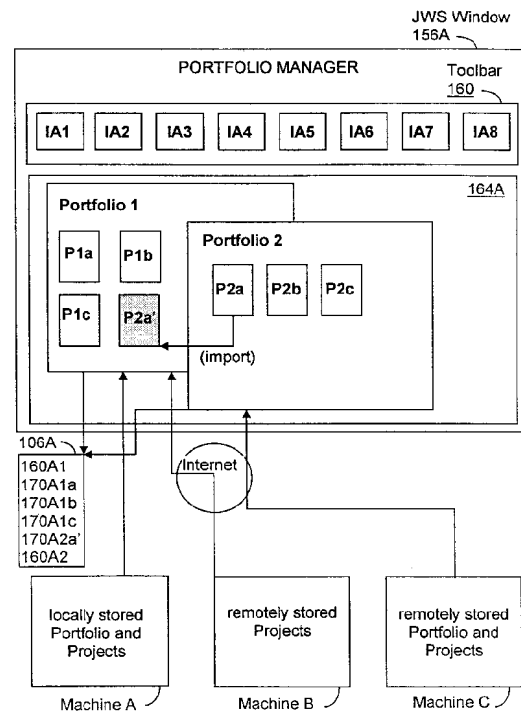 JWS Window
156A
PORTFOLIO MANAGER
Toolbar
160
IA1 IA2 IA3 IA4 IA5 IA6 IA7 IA8
164A
Portfolio 1
P1a P1b
P1c P2a'
Portfolio 2
P2a P2b P2c
(import)
106A
160A1
170A1a
170A1b
170A1c
170A2a'
160A2
Internet
locally stored
Portfolio and
Projects
Machine A
remotely stored
Projects
Machine B
remotely stored
Portfolio and
Projects
Machine C